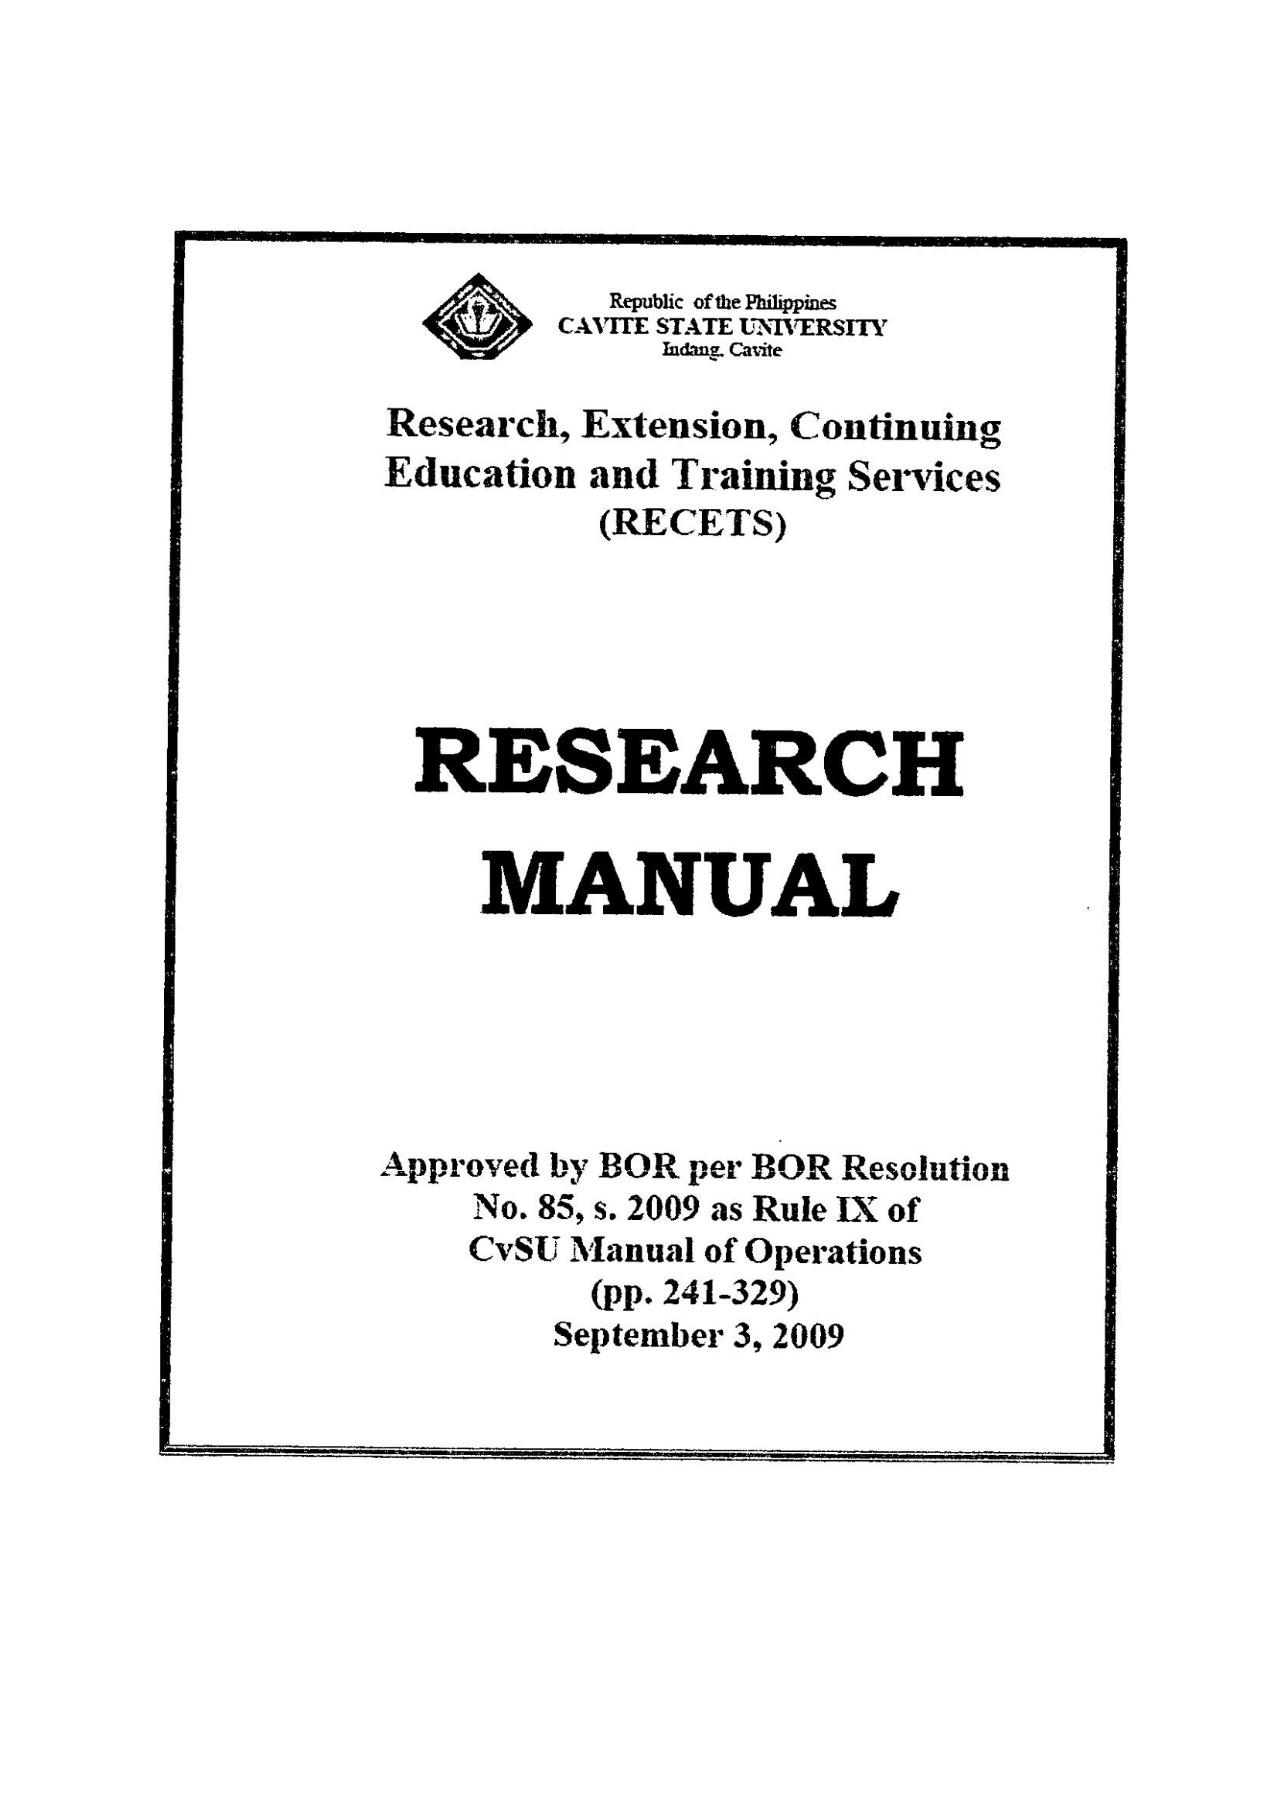 Republic of the Philippines
CAVITE STATE UNIVERSITY
Indang, Cavite
Research, Extension, Continuing
Education and Training Services
(RECETS)
RESEARCH
MANUAL
Approved by BOR per BOR Resolution
No. 85, s. 2009 as Rule IX of
CvSU Manual of Operations
(pp. 241-329)
September 3, 2009